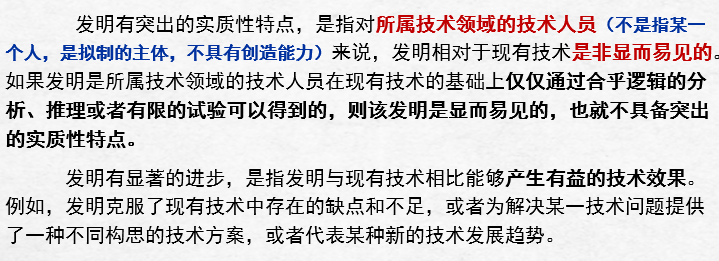 发明有突出的实质性特点，是指对所属技术领域的技术人员（不是指某一
个人，是拟制的主体，不具有创造能力）来说，发明相对于现有技术是非显而易见的。
如果发明是所属技术领域的技术人员在现有技术的基础上仅仅通过合乎逻辑的分
析、推理或者有限的试验可以得到的，则该发明是显而易见的，也就不具备突出
的实质性特点。
发明有显著的进步，是指发明与现有技术相比能够产生有益的技术效果。
例如，发明克服了现有技术中存在的缺点和不足，或者为解决某一技术问题提供
了一种不同构思的技术方案，或者代表某种新的技术发展趋势。